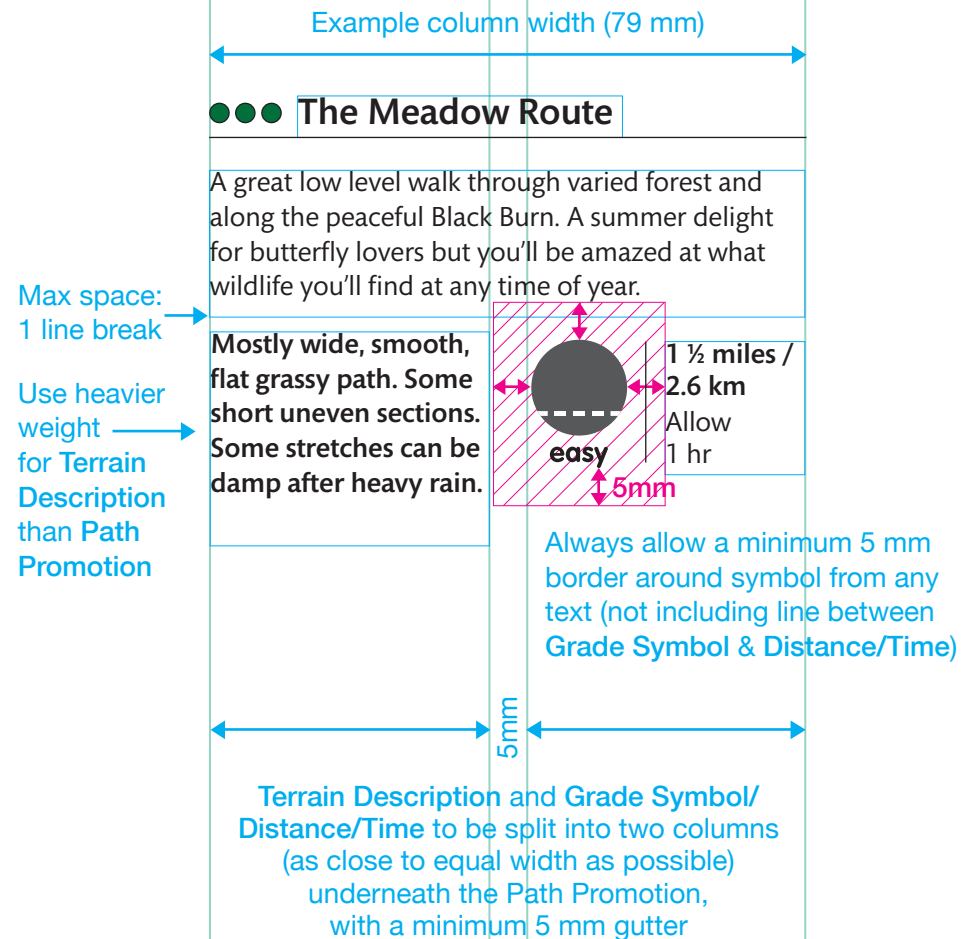 Example column width (79 mm)
The Meadow Route
A great low level walk through varied forest and
along the peaceful Black Burn. A summer delight
for butterfly lovers but you'll be amazed at what
wildlife you'll find at any time of year.
Max space:
1 line break
Use heavier
weight
for Terrain
Description
than Path
Promotion
Mostly wide, smooth,
flat grassy path. Some
short uneven sections.
Some stretches can be
damp after heavy rain.
easy
5mm
1 ½ miles /
2.6 km
Allow
1 hr
Always allow a minimum 5 mm
border around symbol from any
text (not including line between
Grade Symbol & Distance/Time)
5mm
Terrain Description and Grade Symbol/
Distance/Time to be split into two columns
(as close to equal width as possible)
underneath the Path Promotion,
with a minimum 5 mm gutter